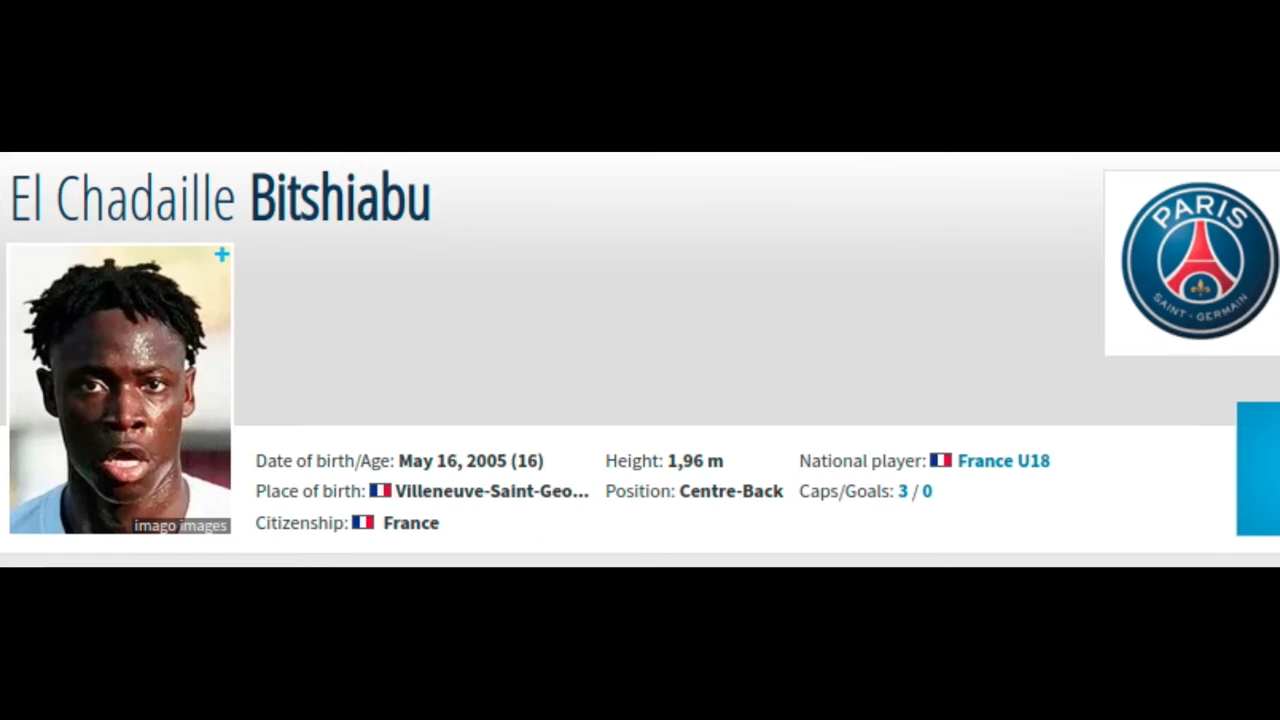 El Chadaille Bitshiabu
PARIS
SAINT - GERMAIN
+
imago images
Date of birth/Age: May 16, 2005 (16)
Place of birth: Villeneuve-Saint-Geo...
Citizenship: France
Height: 1,96 m
Position: Centre-Back
National player: France U18
Caps/Goals: 3 / 0